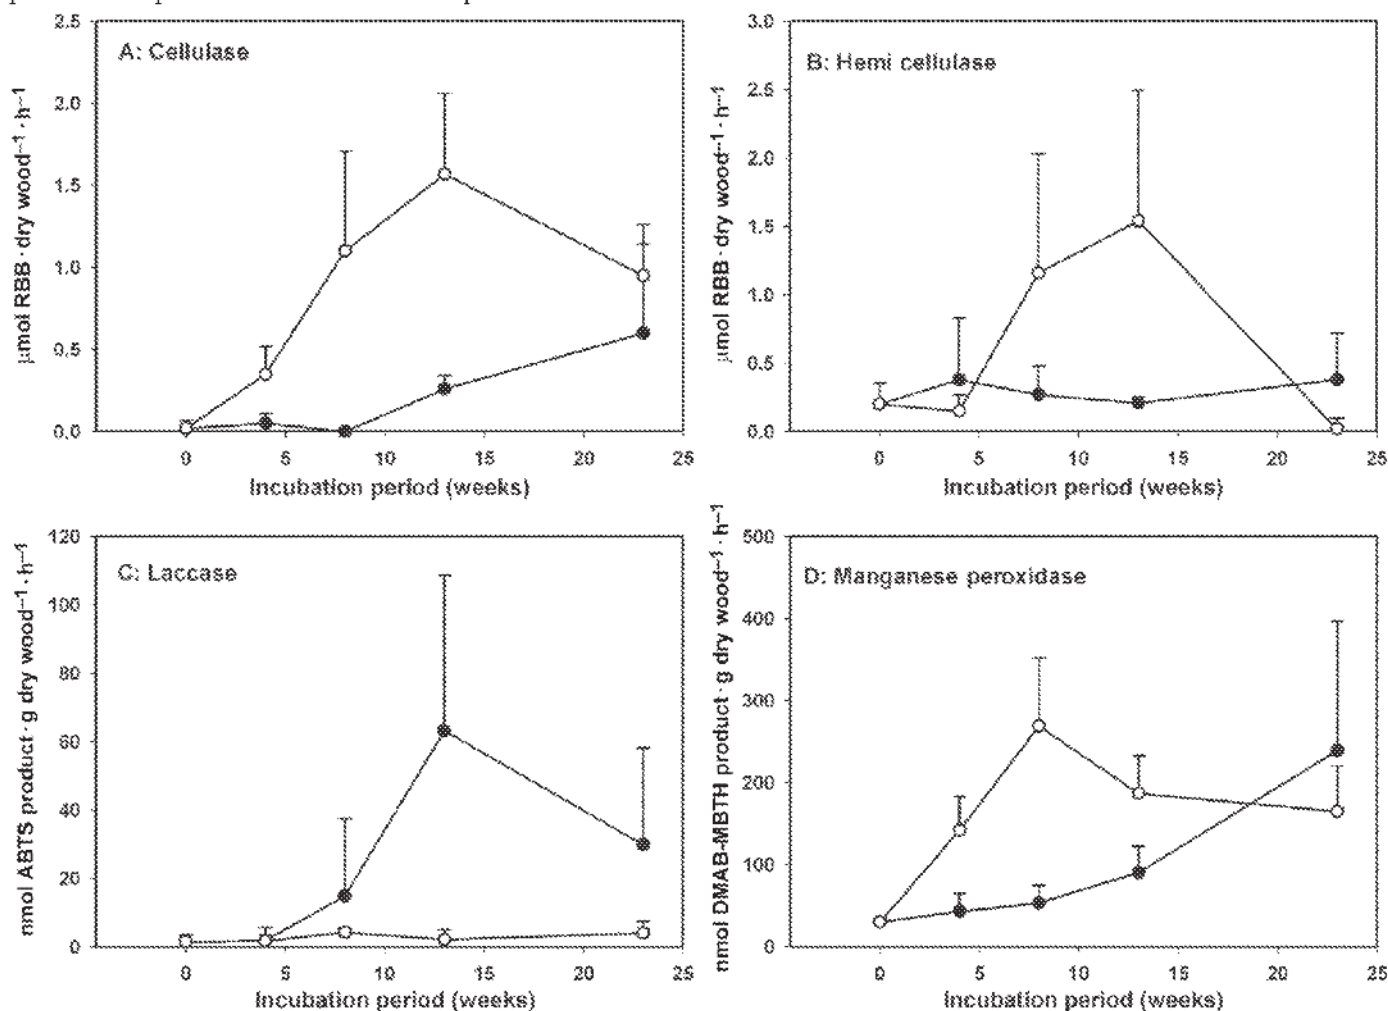 A: Cellulase
μmol RBB · dry wood⁻¹ · h⁻¹
2.5
2.0
1.5
1.0
0.5
0.0
0 5 10 15 20 25
Incubation period (weeks)
B: Hemi cellulase
μmol RBB · dry wood⁻¹ · h⁻¹
3.0
2.5
2.0
1.5
1.0
0.5
0.0
0 5 10 15 20 25
Incubation period (weeks)
C: Laccase
nmol ABTS product · g dry wood⁻¹ · h⁻¹
120
100
80
60
40
20
0
0 5 10 15 20 25
Incubation period (weeks)
D: Manganese peroxidase
nmol DMAB-MBTH product · g dry wood⁻¹ · h⁻¹
500
400
300
200
100
0
0 5 10 15 20 25
Incubation period (weeks)